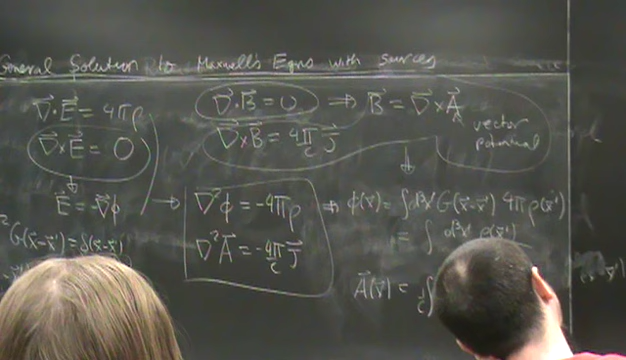 General Solution to Maxwell's Eqns with sources
∇⃗·E⃗ = 4πρ
∇⃗×E⃗ = 0
E⃗ = -∇⃗ϕ
²G(x⃗-x⃗') = δ(x⃗-x⃗')
∇⃗·B⃗ = 0 ⇒ B⃗ = ∇⃗×A⃗
∇⃗×B⃗ = 4π/c J⃗
vector
potential
∇²ϕ = -4πρ
∇²A⃗ = -4π/c J⃗
⇒ ϕ(x⃗) = ∫d³x' G(x⃗-x⃗') 4πρ(x⃗')
= ∫ d³x' ρ(x⃗')
A⃗(x⃗) = 1/c ∫